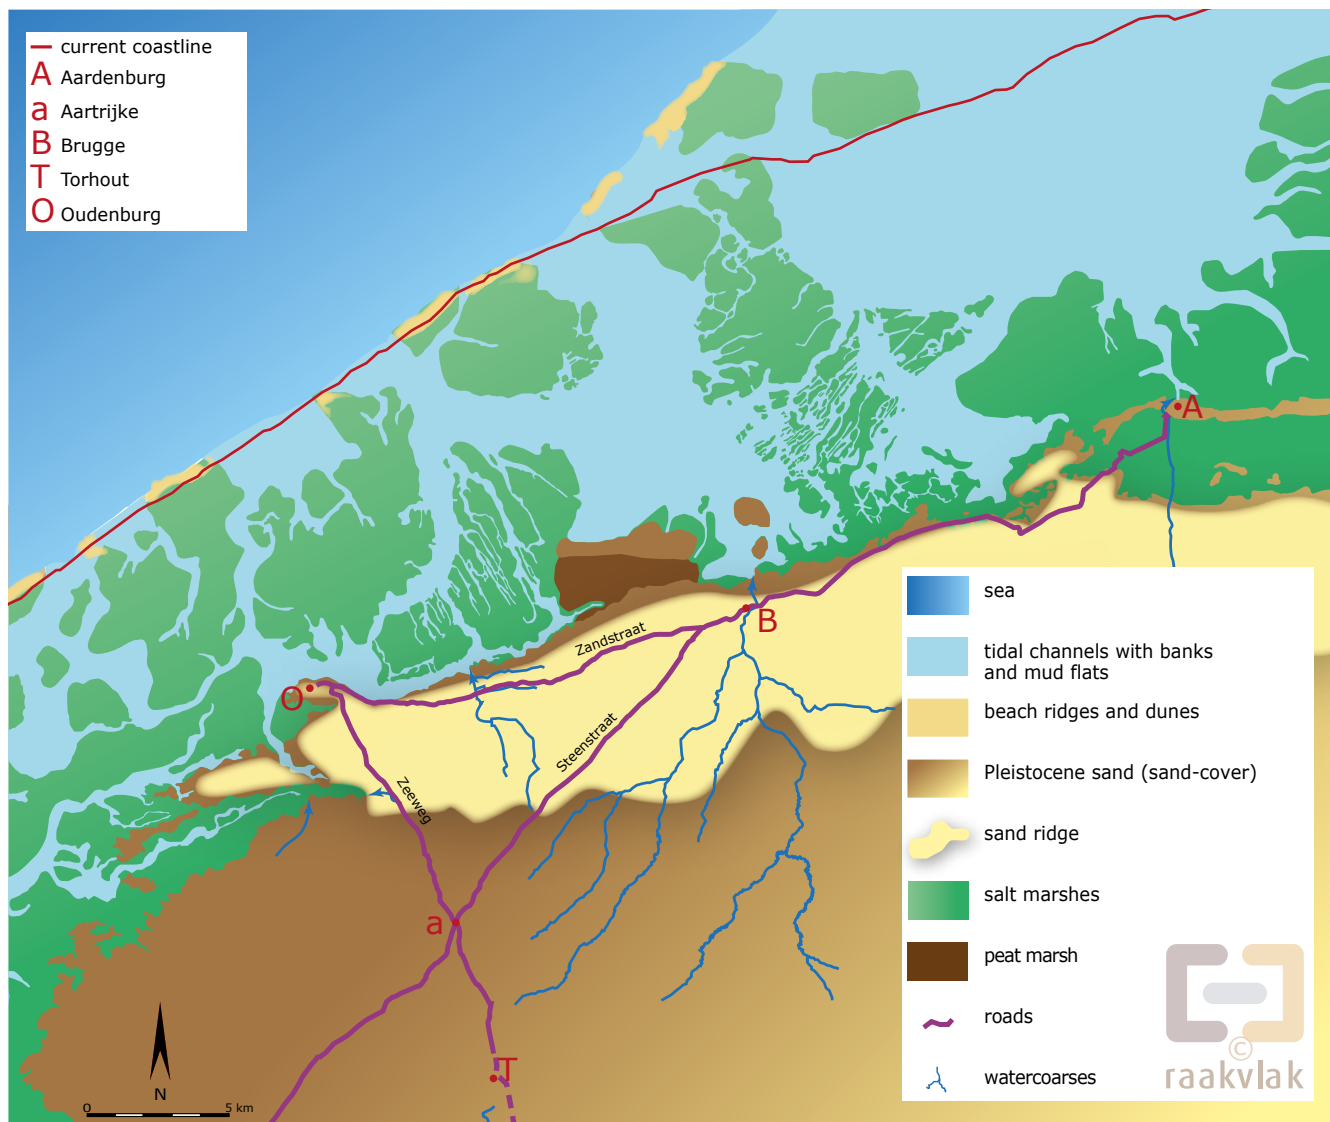 current coastline
A Aardenburg
a Aartrijke
B Brugge
T Torhout
O Oudenburg
A
B
Zandstraat
O
Steenstraat
Zeeweg
a
T
N
0 5 km
sea
tidal channels with banks
and mud flats
beach ridges and dunes
Pleistocene sand (sand-cover)
sand ridge
salt marshes
peat marsh
roads
watercoarses
©
raakvlak